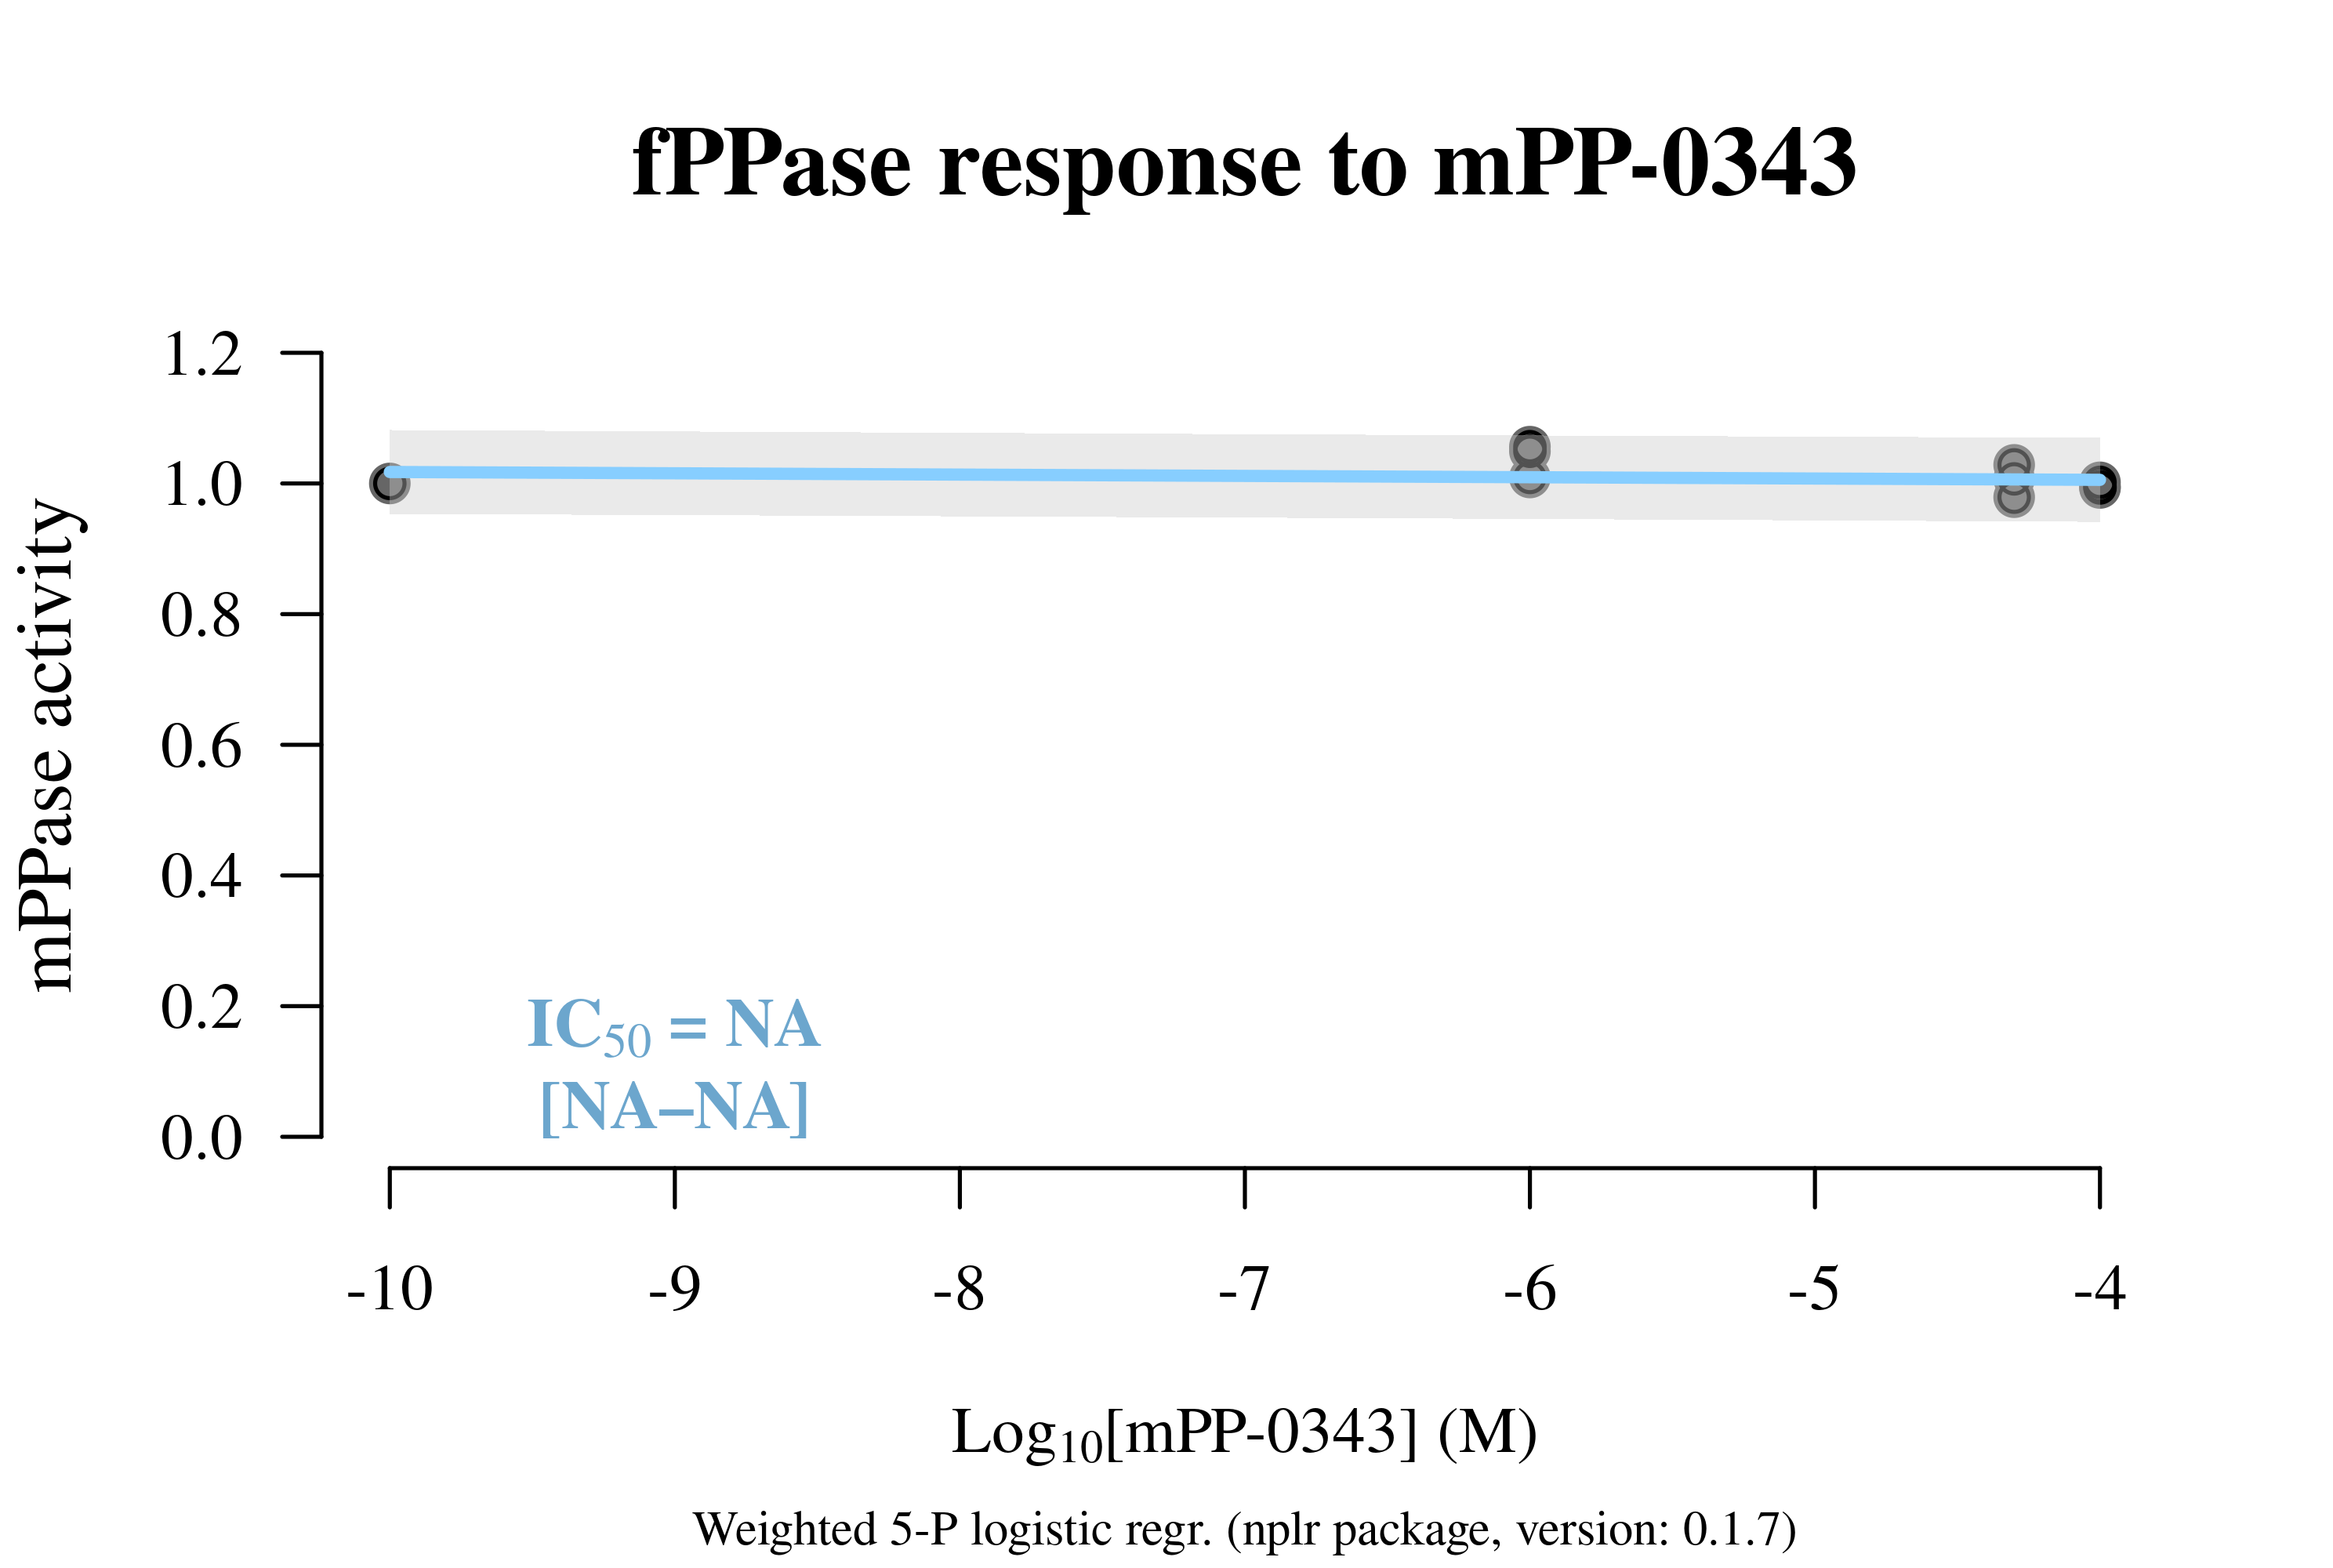 fPPase response to mPP-0343
mPPase activity
1.2
1.0
0.8
0.6
0.4
0.2
0.0
IC50 = NA
[NA–NA]
-10 -9 -8 -7 -6 -5 -4
Log10[mPP-0343] (M)
Weighted 5-P logistic regr. (nplr package, version: 0.1.7)